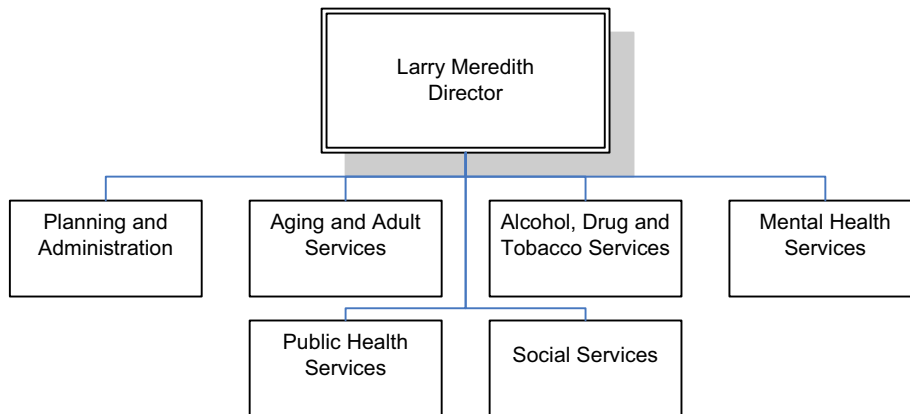 Larry Meredith
Director
Planning and
Administration
Aging and Adult
Services
Alcohol, Drug and
Tobacco Services
Mental Health
Services
Public Health
Services
Social Services